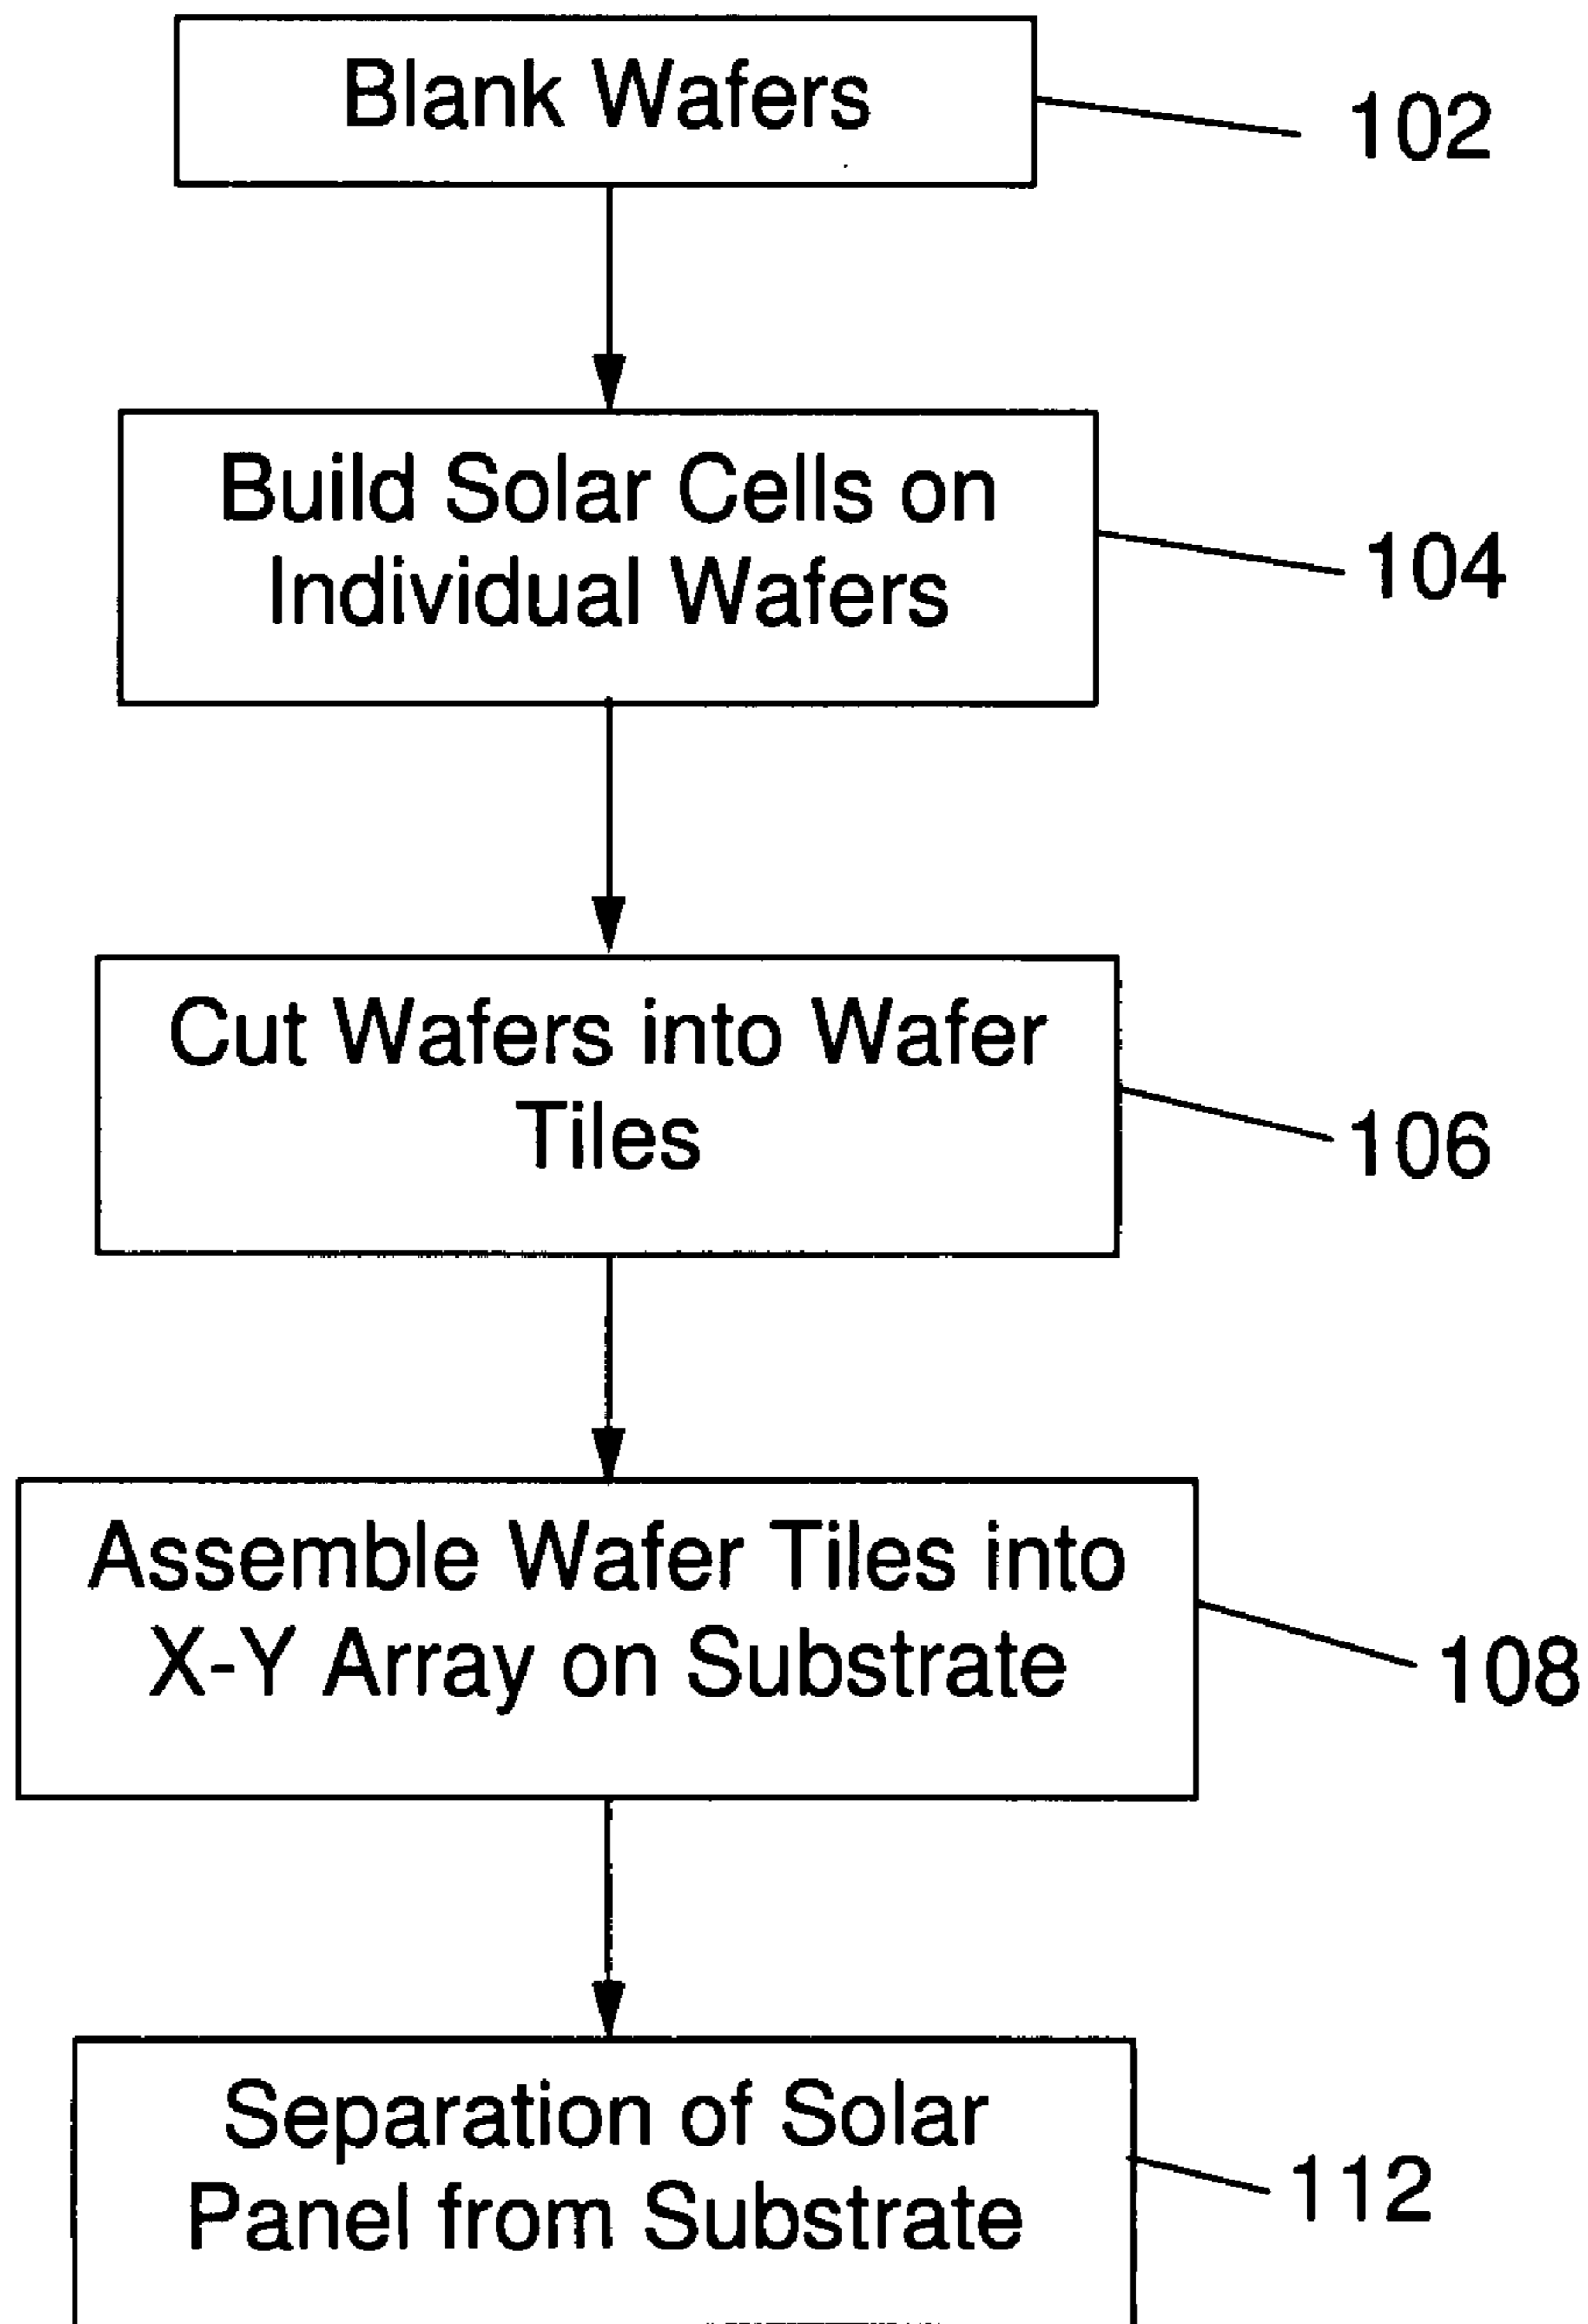 Blank Wafers
102
Build Solar Cells on
Individual Wafers
104
Cut Wafers into Wafer
Tiles
106
Assemble Wafer Tiles into
X-Y Array on Substrate
108
Separation of Solar
Panel from Substrate
112